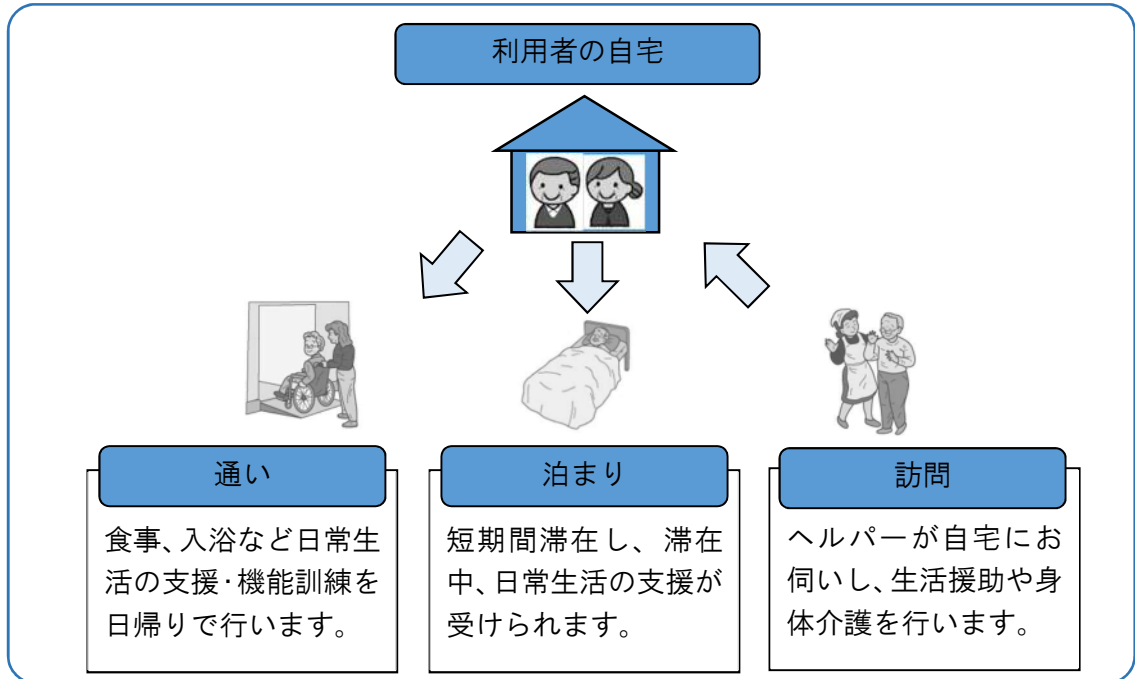 利用者の自宅
通い
食事、入浴など日常生
活の支援・機能訓練を
日帰りで行います。
泊まり
短期間滞在し、滞在
中、日常生活の支援が
受けられます。
訪問
ヘルパーが自宅にお
伺いし、生活援助や身
体介護を行います。